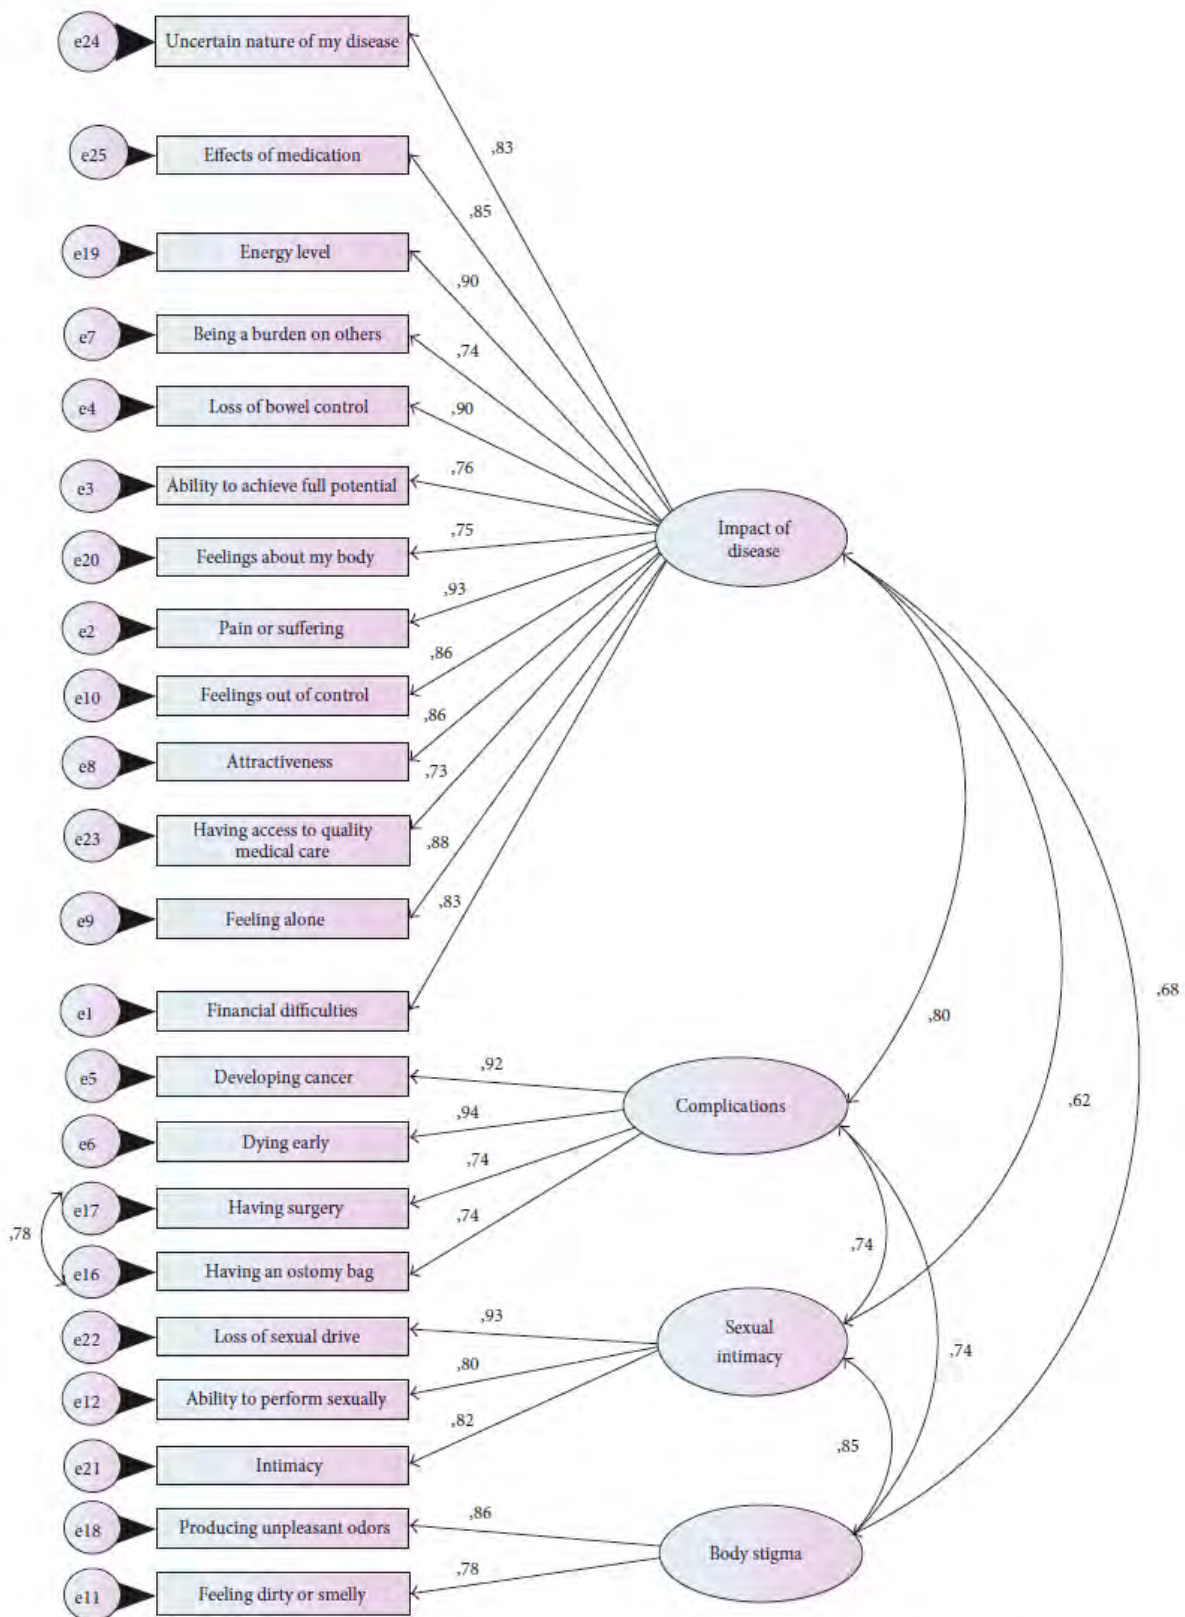 e24
Uncertain nature of my disease
,83
e25
Effects of medication
,85
e19
Energy level
,90
e7
Being a burden on others
,74
e4
Loss of bowel control
,90
e3
Ability to achieve full potential
,76
e20
Feelings about my body
,75
Impact of
disease
e2
Pain or suffering
,93
e10
Feelings out of control
,86
e8
Attractiveness
,86
e23
Having access to quality
medical care
,73
e9
Feeling alone
,88
e1
Financial difficulties
,83
,80
,68
,62
e5
Developing cancer
,92
Complications
e6
Dying early
,94
e17
Having surgery
,74
,78
e16
Having an ostomy bag
,74
,74
e22
Loss of sexual drive
,93
Sexual
intimacy
,74
e12
Ability to perform sexually
,80
e21
Intimacy
,82
,85
e18
Producing unpleasant odors
,86
Body stigma
e11
Feeling dirty or smelly
,78